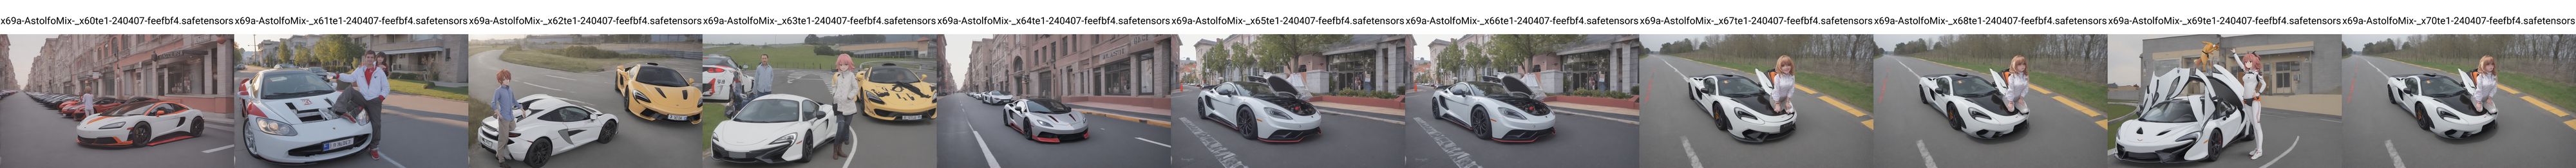 x69a-AstolfoMix-_x60te1-240407-feefbf4.safetensors
x69a-AstolfoMix-_x61te1-240407-feefbf4.safetensors
x69a-AstolfoMix-_x62te1-240407-feefbf4.safetensors
x69a-AstolfoMix-_x63te1-240407-feefbf4.safetensors
x69a-AstolfoMix-_x64te1-240407-feefbf4.safetensors
x69a-AstolfoMix-_x65te1-240407-feefbf4.safetensors
x69a-AstolfoMix-_x66te1-240407-feefbf4.safetensors
x69a-AstolfoMix-_x67te1-240407-feefbf4.safetensors
x69a-AstolfoMix-_x68te1-240407-feefbf4.safetensors
x69a-AstolfoMix-_x69te1-240407-feefbf4.safetensors
x69a-AstolfoMix-_x70te1-240407-feefbf4.safetensors